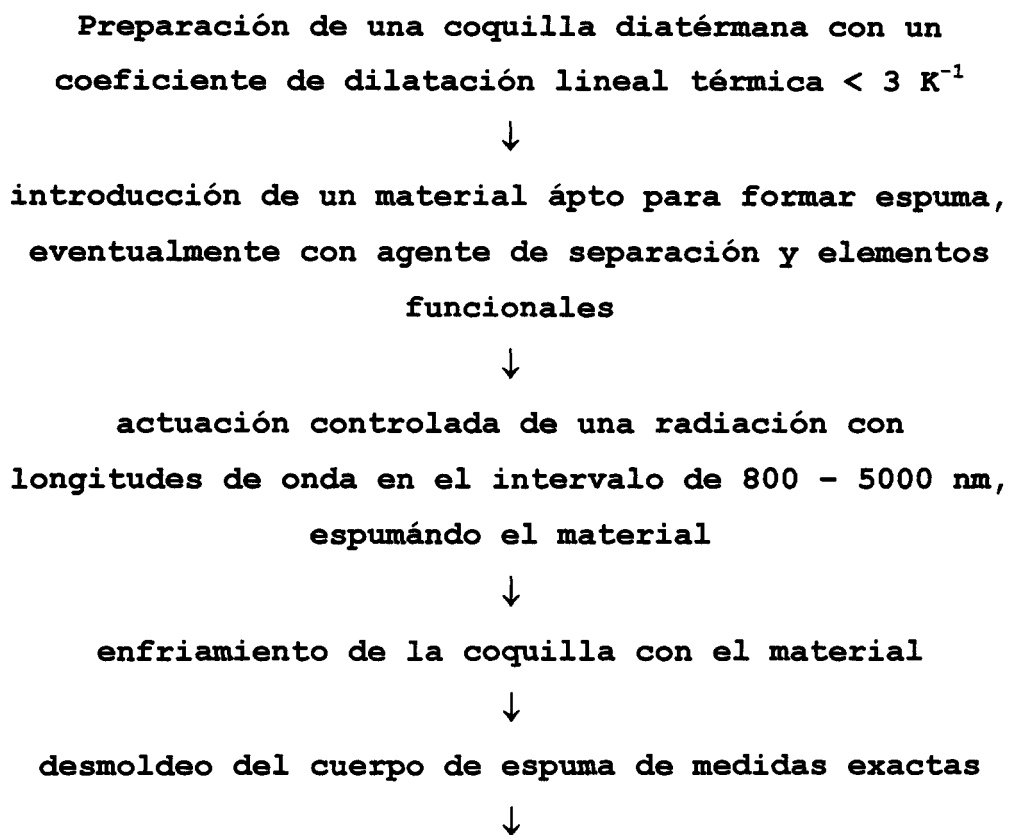 Preparación de una coquilla diatérmana con un
coeficiente de dilatación lineal térmica < 3 K⁻¹
↓
introducción de un material ápto para formar espuma,
eventualmente con agente de separación y elementos
funcionales
↓
actuación controlada de una radiación con
longitudes de onda en el intervalo de 800 – 5000 nm,
espumándo el material
↓
enfriamiento de la coquilla con el material
↓
desmoldeo del cuerpo de espuma de medidas exactas
↓